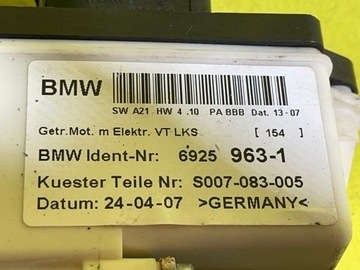 BMW
SW A21 HW 4 .10 PA BBB Dat. 13-07
Getr.Mot. m Elektr. VT LKS [ 154 ]
BMW Ident-Nr: 6925 963-1
Kuester Teile Nr: S007-083-005
Datum: 24-04-07 >GERMANY<